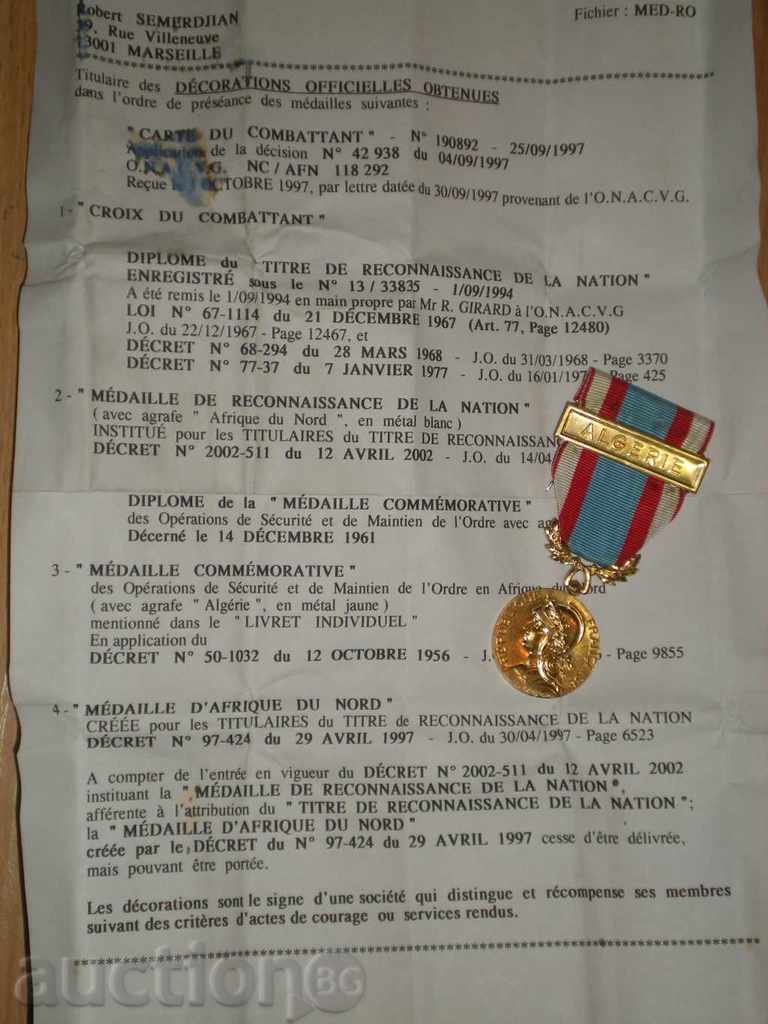 Robert SEMERDJIAN
Fichier : MED-RO
Rue Villeneuve
13001 MARSEILLE
Titulaire des DÉCORATIONS OFFICIELLES OBTENUES
dans l'ordre de préséance des médailles suivantes :
" CARTE DU COMBATTANT " - N° 190892 - 25/09/1997
Application de la décision N° 42 938 du 04/09/1997
O.N.A.C.V.G. NC / AFN 118 292
Reçue le OCTOBRE 1997, par lettre datée du 30/09/1997 provenant de l'O.N.A.C.V.G.
1- " CROIX DU COMBATTANT "
DIPLOME du " TITRE DE RECONNAISSANCE DE LA NATION "
ENREGISTRÉ sous le N° 13 / 33835 - 1/09/1994
A été remis le 1/09/1994 en main propre par Mr R. GIRARD à l'O.N.A.C.V.G
LOI N° 67-1114 du 21 DÉCEMBRE 1967 (Art. 77, Page 12480)
J.O. du 22/12/1967 - Page 12467, et
DÉCRET N° 68-294 du 28 MARS 1968 - J.O. du 31/03/1968 - Page 3370
DÉCRET N° 77-37 du 7 JANVIER 1977 - J.O. du 16/01/197 Page 425
2 - " MÉDAILLE DE RECONNAISSANCE DE LA NATION "
( avec agrafe " Afrique du Nord ", en métal blanc )
INSTITUÉ pour les TITULAIRES du TITRE DE RECONNAISSAN
DÉCRET N° 2002-511 du 12 AVRIL 2002 - J.O. du 14/04
ALGERIE
DIPLOME de la " MÉDAILLE COMMÉMORATIVE "
des Opérations de Sécurité et de Maintien de l'Ordre avec ag
Décerné le 14 DÉCEMBRE 1961
3 - " MÉDAILLE COMMÉMORATIVE "
des Opérations de Sécurité et de Maintien de l'Ordre en Afrique du Nord
( avec agrafe " Algérie ", en métal jaune )
mentionné dans le " LIVRET INDIVIDUEL "
En application du
DÉCRET N° 50-1032 du 12 OCTOBRE 1956 - J. - Page 9855
4 - " MÉDAILLE D'AFRIQUE DU NORD "
CRÉÉE pour les TITULAIRES du TITRE de RECONNAISSANCE DE LA NATION
DÉCRET N° 97-424 du 29 AVRIL 1997 - J.O. du 30/04/1997 - Page 6523
A compter de l'entrée en vigueur du DÉCRET N° 2002-511 du 12 AVRIL 2002
instituant la " MÉDAILLE DE RECONNAISSANCE DE LA NATION ",
afférente à l'attribution du " TITRE DE RECONNAISSANCE DE LA NATION ";
la " MÉDAILLE D'AFRIQUE DU NORD "
créée par le DÉCRET du N° 97-424 du 29 AVRIL 1997 cesse d'être délivrée,
mais pouvant être portée.
Les décorations sont le signe d'une société qui distingue et récompense ses membres
suivant des critères d'actes de courage ou services rendus.
auctionBG